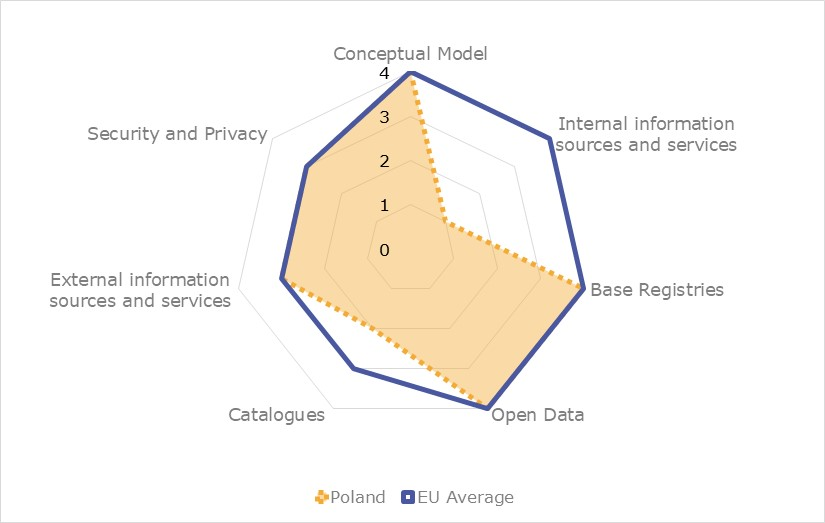 Conceptual Model
4
3
2
1
0
Internal information
sources and services
Base Registries
Open Data
Catalogues
External information
sources and services
Security and Privacy
Poland
EU Average